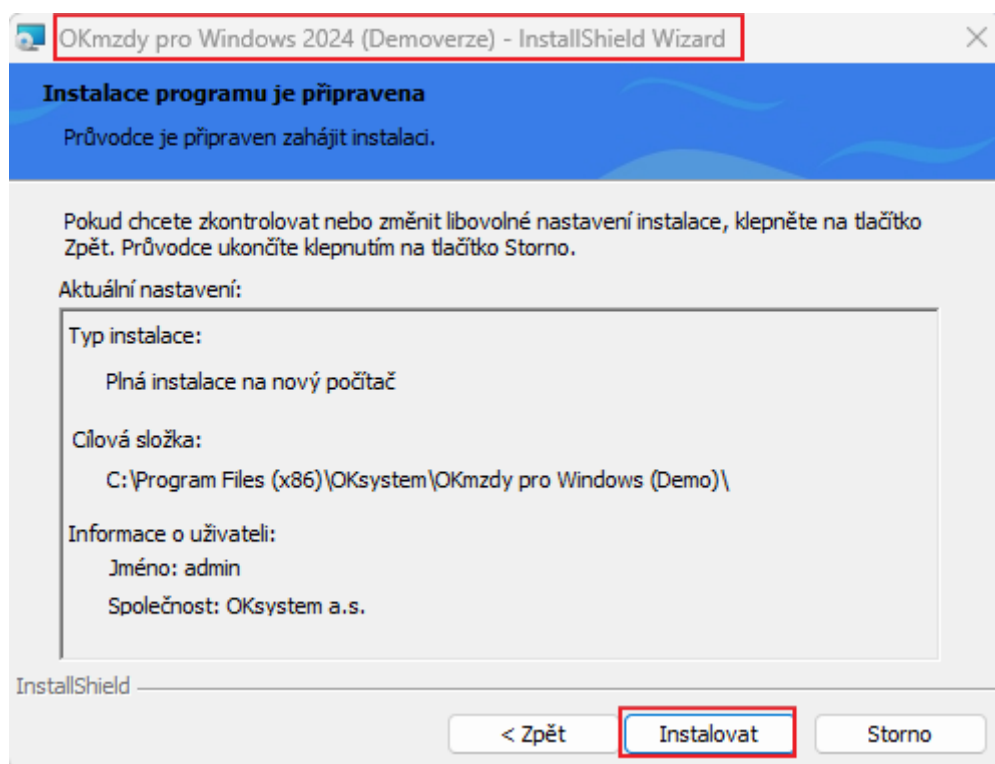 OKmzdy pro Windows 2024 (Demoverze) - InstallShield Wizard
Instalace programu je připravena
Průvodce je připraven zahájit instalaci.
Pokud chcete zkontrolovat nebo změnit libovolné nastavení instalace, klepněte na tlačítko
Zpět. Průvodce ukončíte klepnutím na tlačítko Storno.
Aktuální nastavení:
Typ instalace:
Plná instalace na nový počítač
Cílová složka:
C:\Program Files (x86)\OKsystem\OKmzdy pro Windows (Demo)\
Informace o uživateli:
Jméno: admin
Společnost: OKsystem a.s.
InstallShield
< Zpět Instalovat Storno